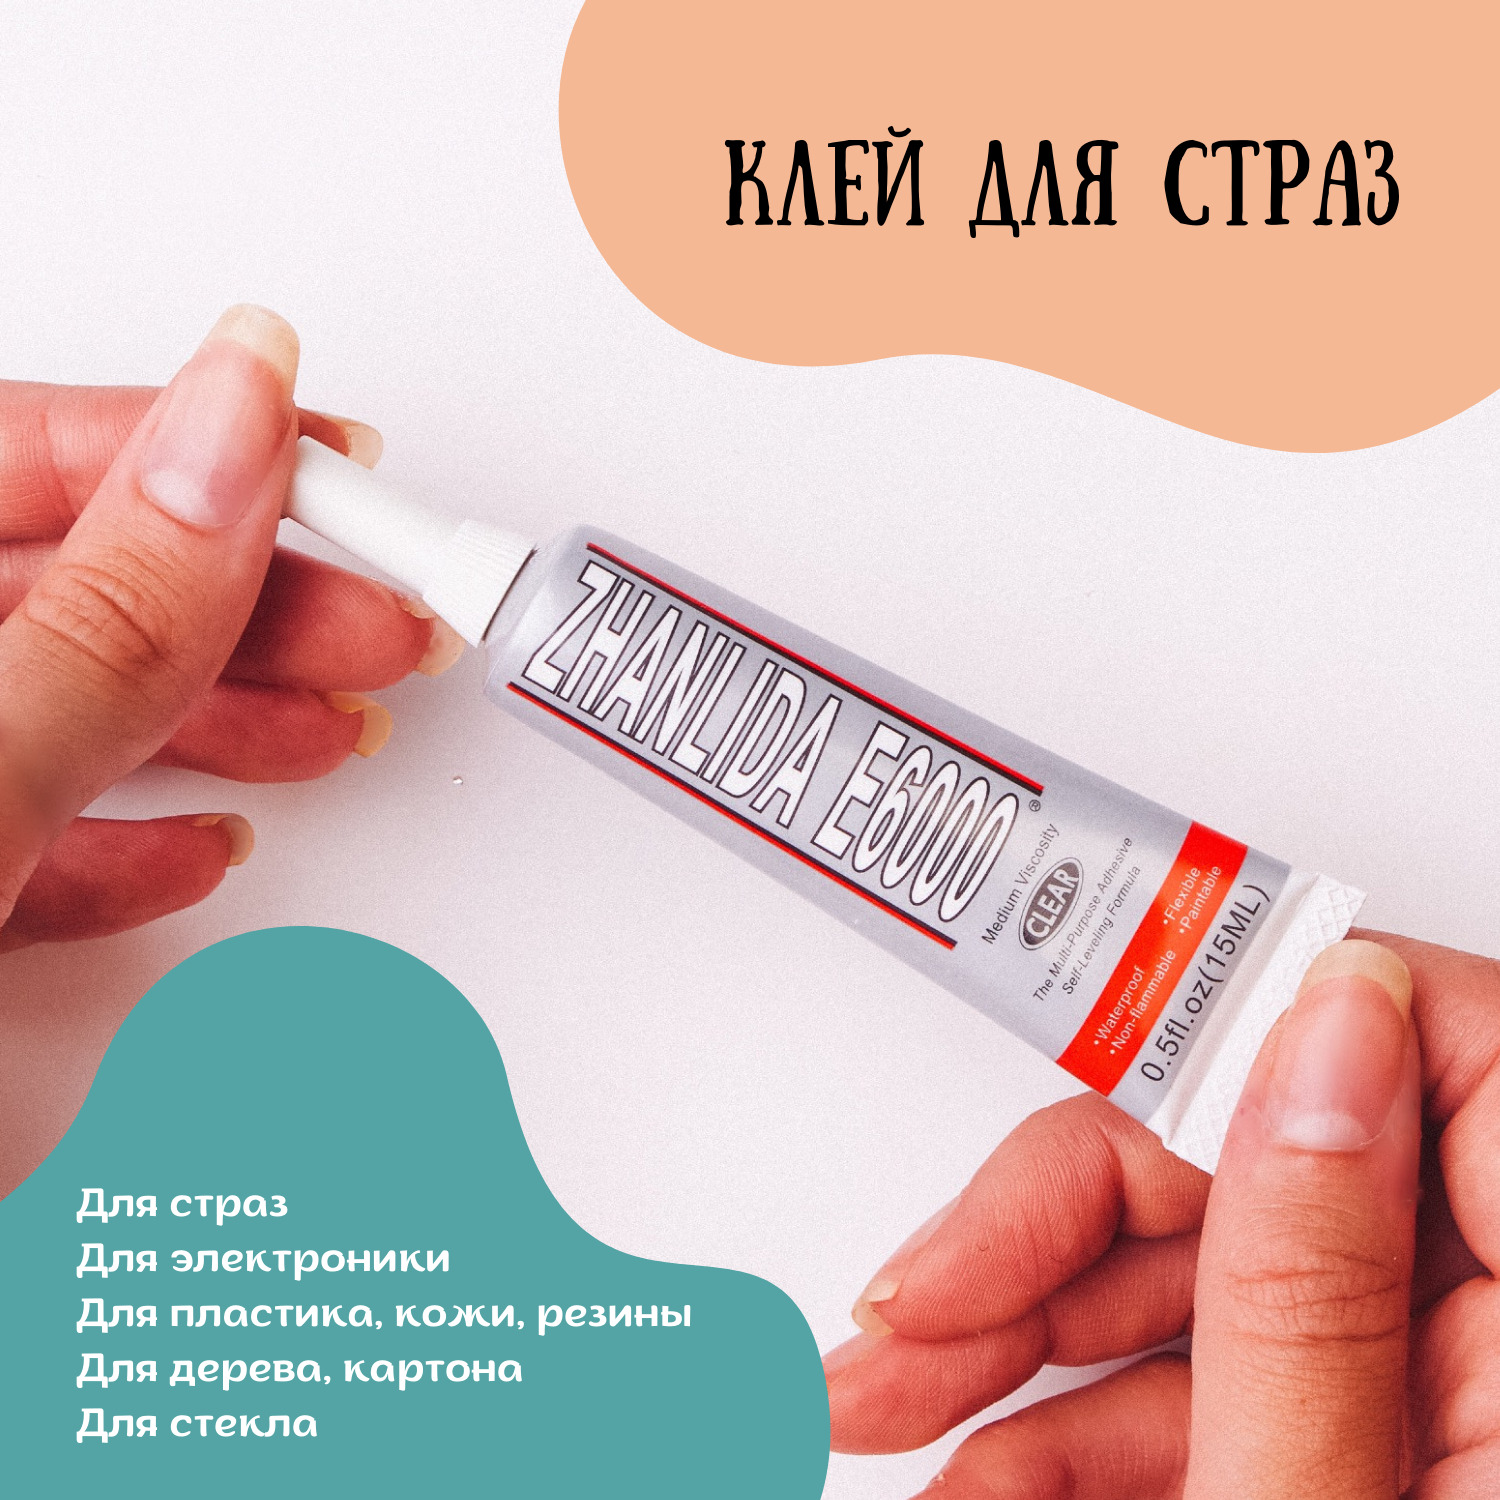 КЛЕЙ ДЛЯ СТРАЗ
ZHANLIDA E6000®
Medium Viscosity
CLEAR
The Multi-Purpose Adhesive
Self-Leveling Formula
•Waterproof •Flexible
•Non-flammable •Paintable
0.5fl.oz(15ML)
Для страз
Для электроники
Для пластика, кожи, резины
Для дерева, картона
Для стекла